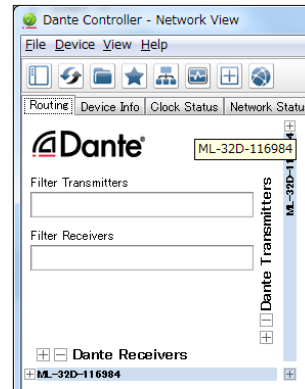 Dante Controller - Network View
File Device View Help
Routing Device Info Clock Status Network Statu
Dante
ML-32D-116984
Filter Transmitters
Filter Receivers
Dante Transmitters
Dante Receivers
ML-32D-116984